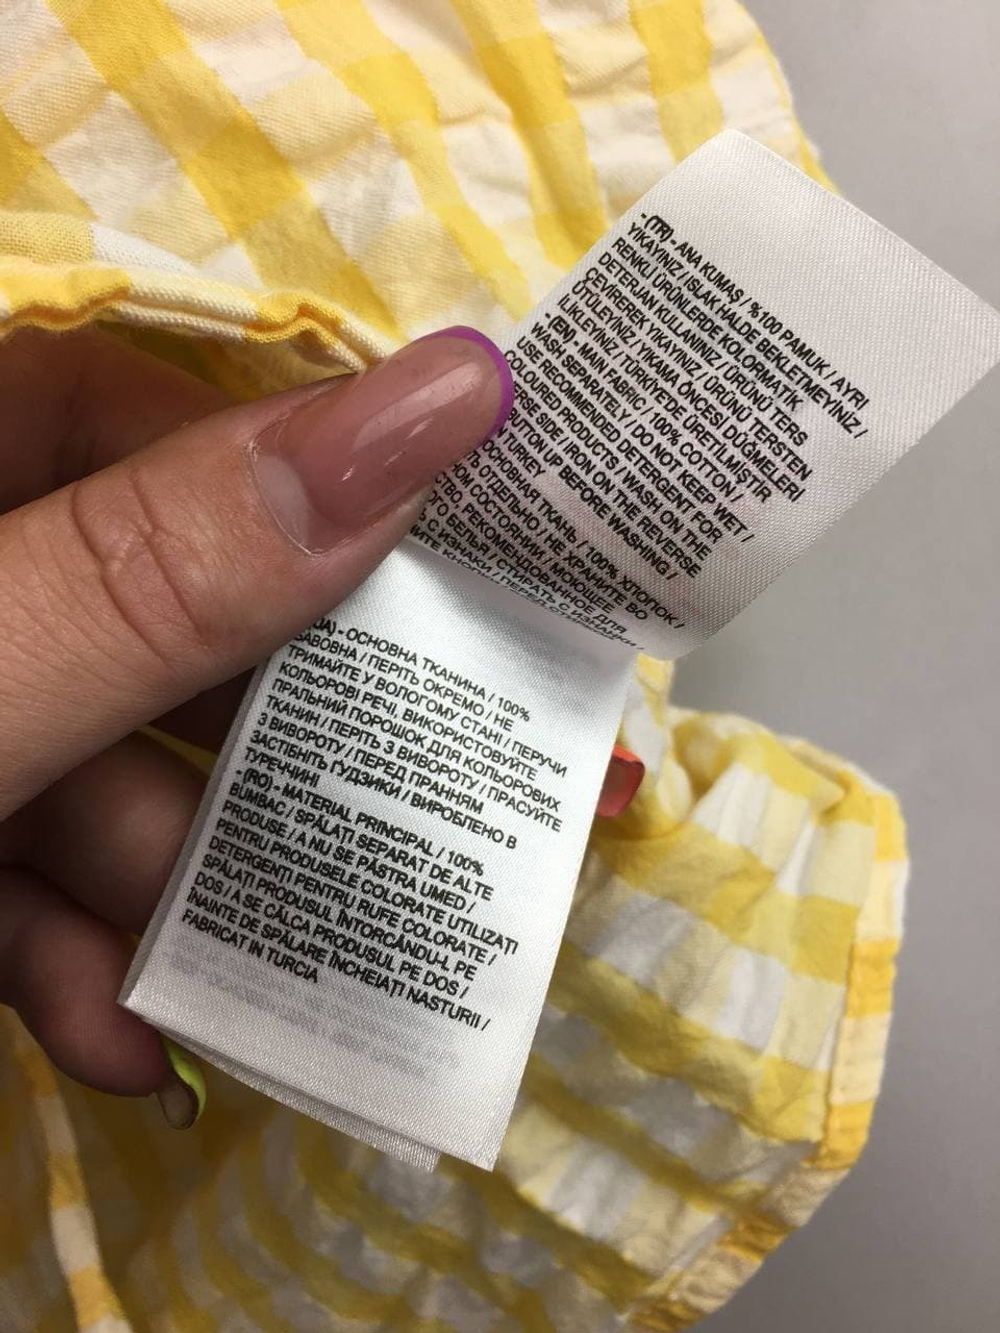 - (TR) - ANA KUMAŞ / %100 PAMUK / AYRI
YIKAYINIZ / ISLAK HALDE BEKLETMEYİNİZ /
RENKLİ ÜRÜNLERDE KOLORMATİK
DETERJAN KULLANINIZ / ÜRÜNÜ TERS
ÇEVİREREK YIKAYINIZ / ÜRÜNÜ TERSTEN
ÜTÜLEYİNİZ / YIKAMA ÖNCESİ DÜĞMELERİ
İLİKLEYİNİZ / TÜRKİYE'DE ÜRETİLMİŞTİR
- (EN) - MAIN FABRIC / 100% COTTON /
WASH SEPARATELY / DO NOT KEEP WET /
USE RECOMMENDED DETERGENT FOR
COLOURED PRODUCTS / WASH ON THE
SIDE / IRON ON THE REVERSE
BUTTON UP BEFORE WASHING /
TURKEY
ОСНОВНАЯ ТКАНЬ / 100% ХЛОПОК /
ОТДЕЛЬНО / НЕ ХРАНИТЕ ВО
СОСТОЯНИИ / МОЮЩЕЕ
РЕКОМЕНДОВАННОЕ ДЛЯ
БЕЛЬЯ / СТИРАТЬ С ИЗНАНКИ /
С ИЗНАНКИ / ПЕРЕД
- ОСНОВНА ТКАНИНА / 100%
БАВОВНА / ПЕРІТЬ ОКРЕМО / НЕ
ТРИМАЙТЕ У ВОЛОГОМУ СТАНІ / ПЕРУЧИ
КОЛЬОРОВІ РЕЧІ, ВИКОРИСТОВУЙТЕ
ПРАЛЬНИЙ ПОРОШОК ДЛЯ КОЛЬОРОВИХ
ТКАНИН / ПЕРІТЬ З ВИВОРОТУ / ПРАСУЙТЕ
З ВИВОРОТУ / ПЕРЕД ПРАННЯМ
ЗАСТІБНІТЬ ҐУДЗИКИ / ВИРОБЛЕНО В
ТУРЕЧЧИНІ
- (RO) - MATERIAL PRINCIPAL / 100%
BUMBAC / SPĂLAȚI SEPARAT DE ALTE
PRODUSE / A NU SE PĂSTRA UMED /
PENTRU PRODUSELE COLORATE UTILIZAȚI
DETERGENȚI PENTRU RUFE COLORATE /
SPĂLAȚI PRODUSUL ÎNTORCÂNDU-L PE
DOS / A SE CĂLCA PRODUSUL PE DOS /
ÎNAINTE DE SPĂLARE ÎNCHEIAȚI NASTURII /
FABRICAT IN TURCIA